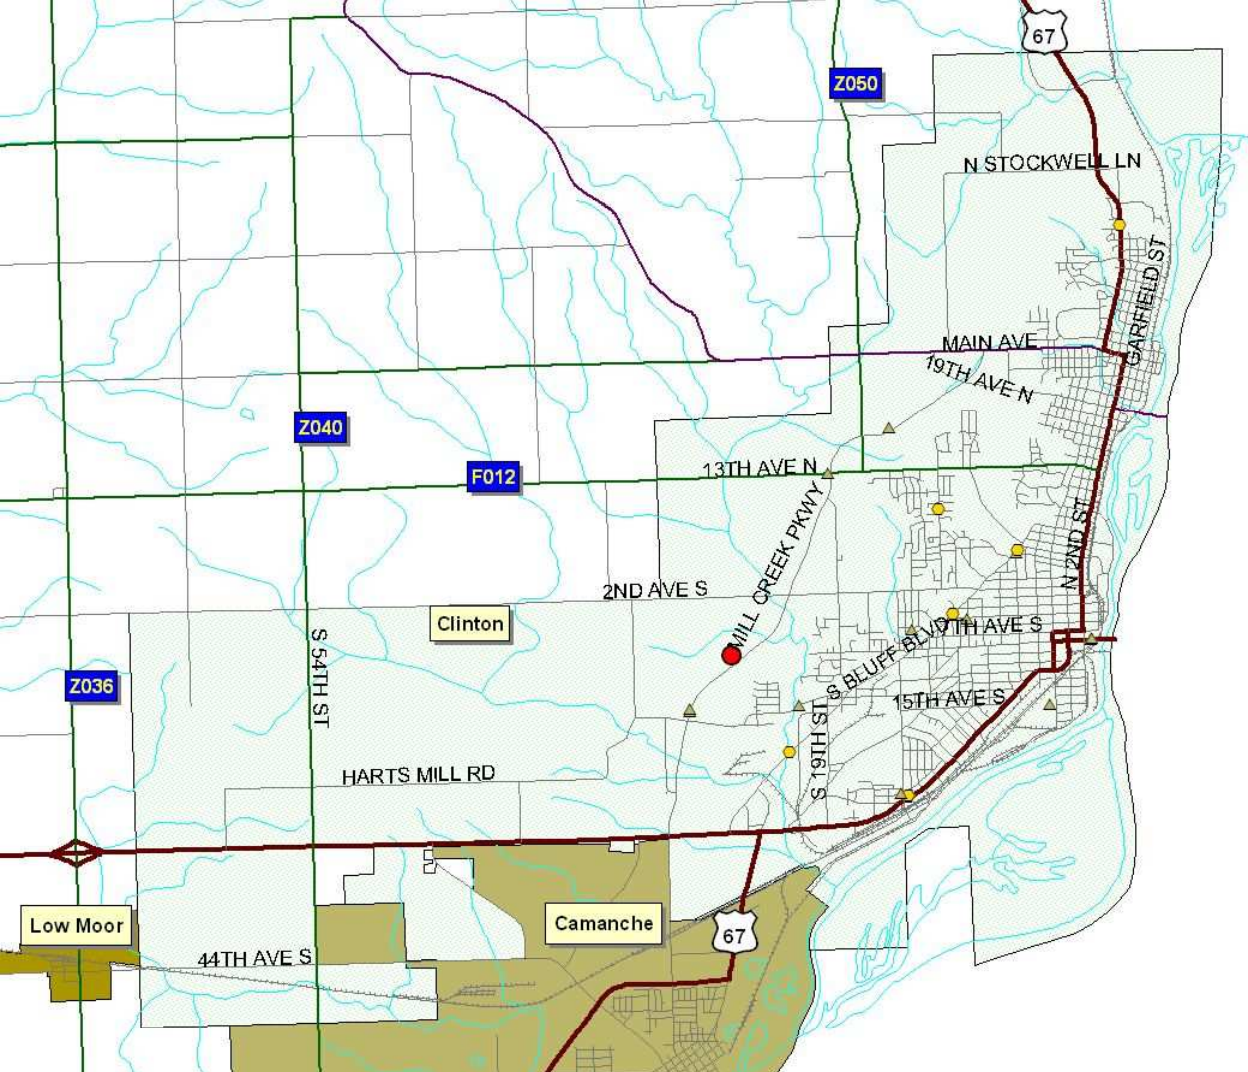 67
Z050
N STOCKWELL LN
GARFIELD ST
MAIN AVE
19TH AVE N
Z040
F012
13TH AVE N
MILL CREEK PKWY
N 2ND ST
2ND AVE S
Clinton
S 54TH ST
7TH AVE S
S BLUFF BLVD
Z036
15TH AVE S
S 19TH ST
HARTS MILL RD
Low Moor
Camanche
67
44TH AVE S